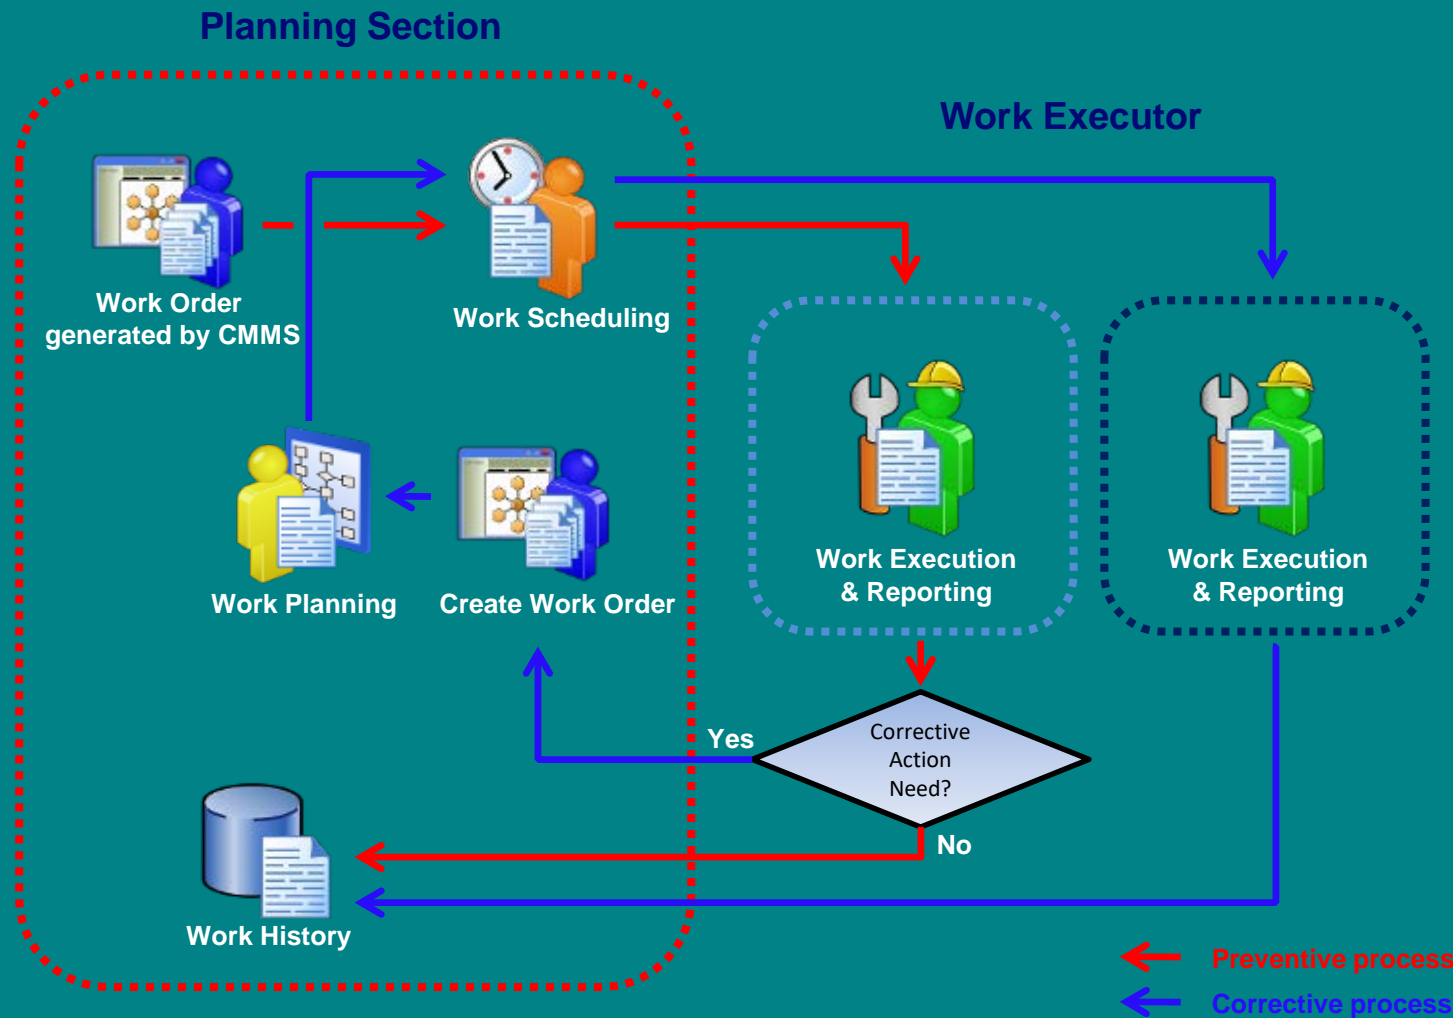 Planning Section
Work Executor
Work Order
generated by CMMS
Work Scheduling
Work Planning
Create Work Order
Work Execution
& Reporting
Work Execution
& Reporting
Yes
Corrective
Action
Need?
No
Work History
Preventive process
Corrective process